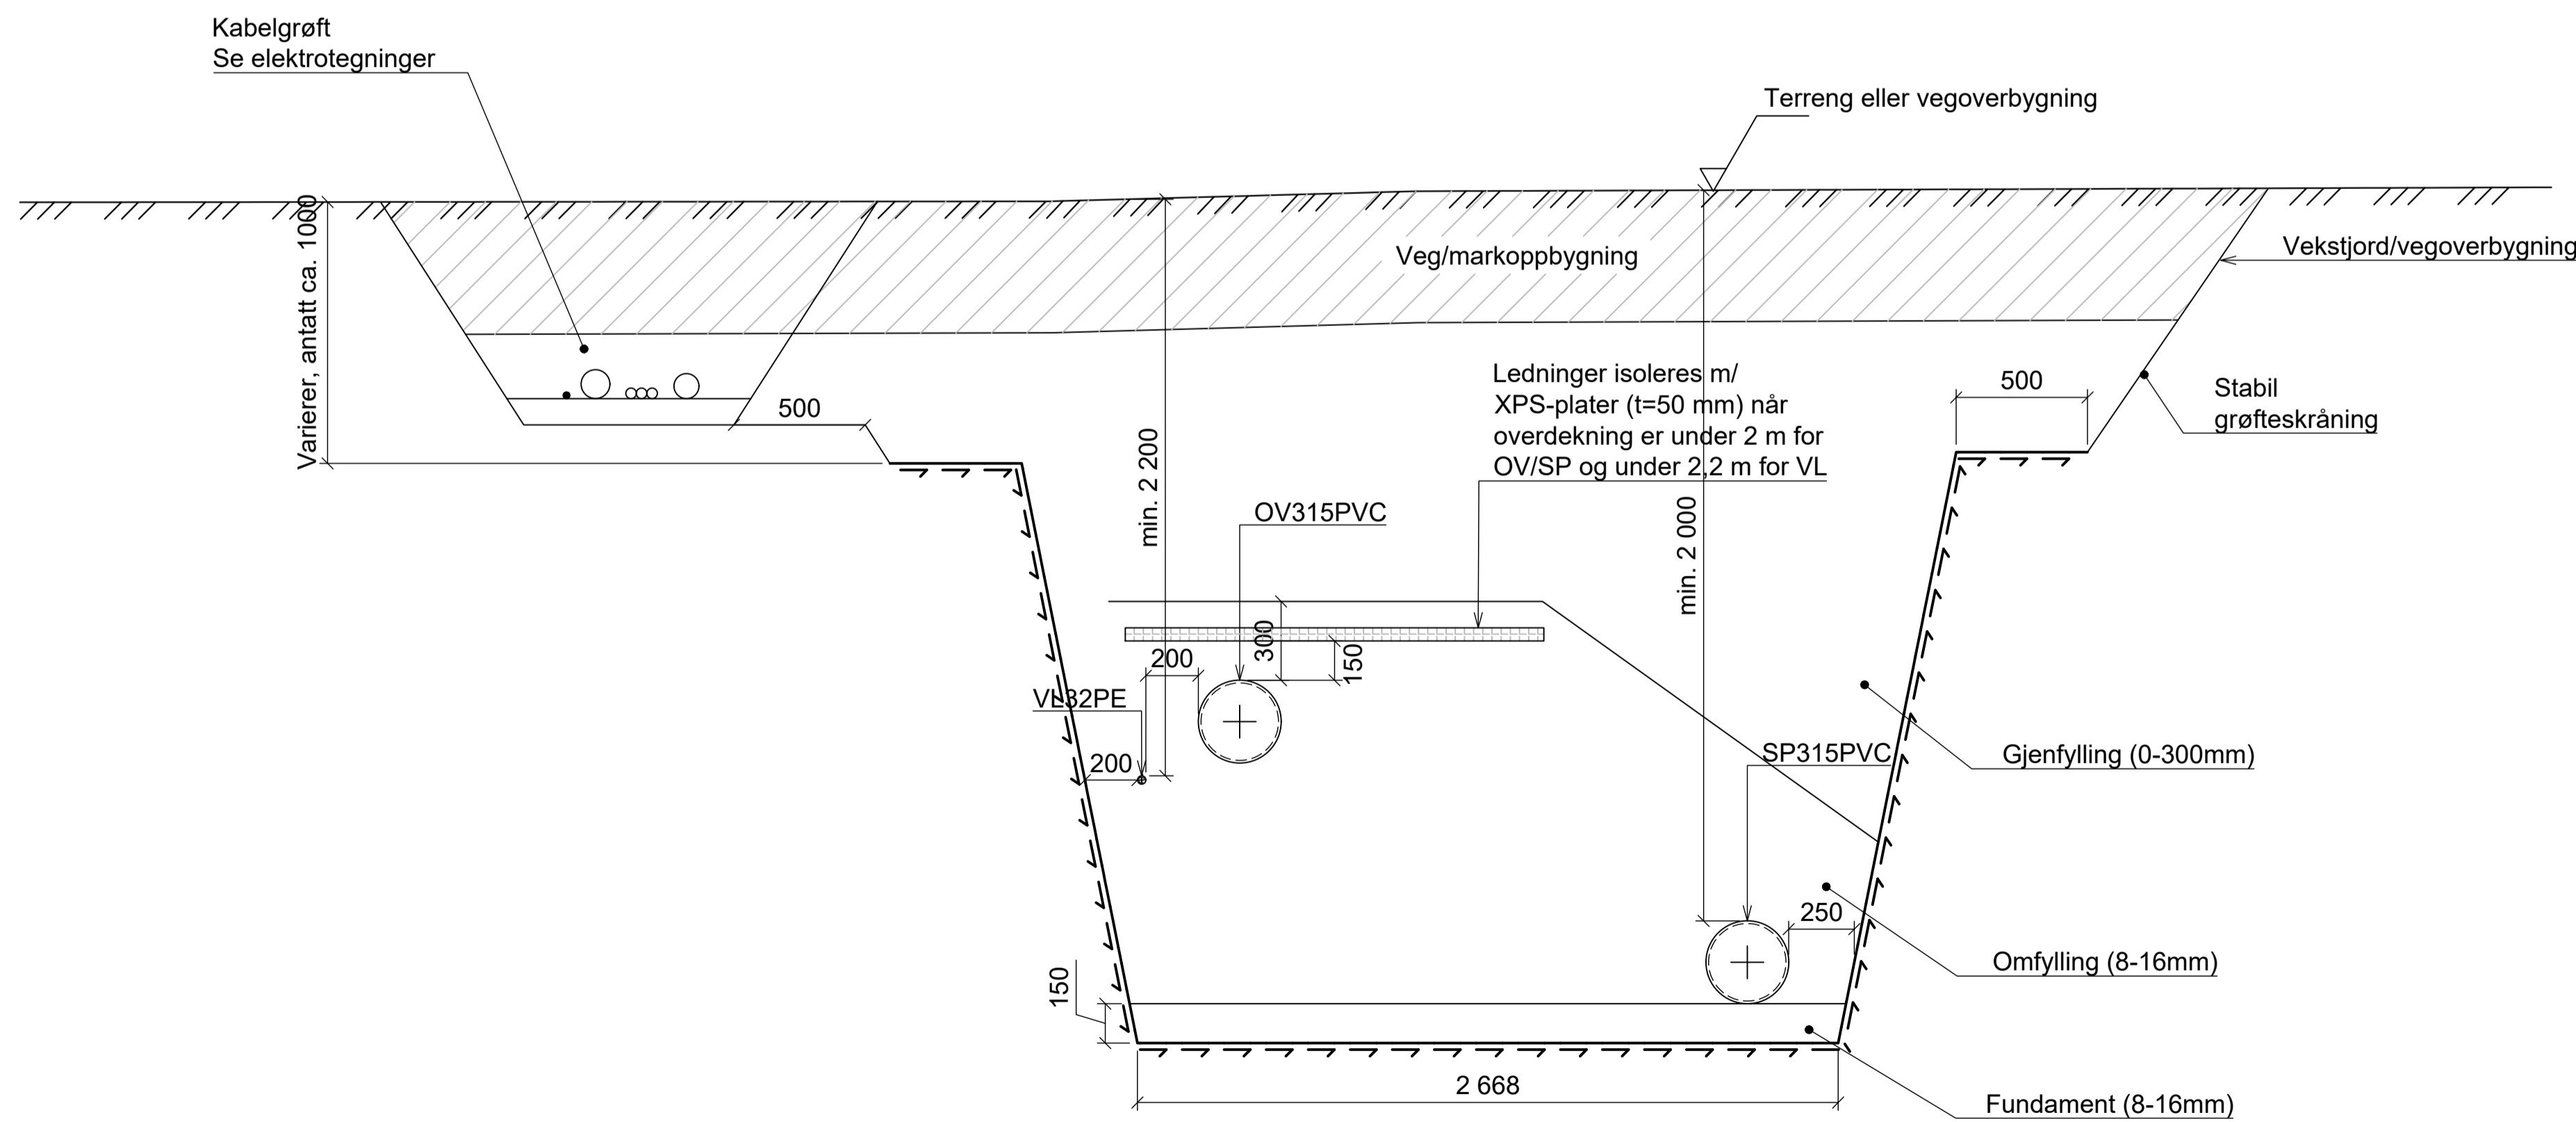 Kabelgrøft
Se elektrotegninger
Terreng eller vegoverbygning
Varierer, antatt ca. 1000
Veg/markoppbygning
Vekstjord/vegoverbygning
Ledninger isoleres m/
XPS-plater (t=50 mm) når
overdekning er under 2 m for
OV/SP og under 2,2 m for VL
500
500
Stabil
grøfteskråning
min. 2 200
min. 2 000
OV315PVC
300
150
200
VL32PE
200
SP315PVC
Gjenfylling (0-300mm)
250
Omfylling (8-16mm)
150
2 668
Fundament (8-16mm)